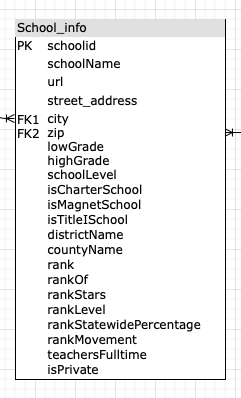 School_info
PK schoolid
schoolName
url
street_address
FK1 city
FK2 zip
lowGrade
highGrade
schoolLevel
isCharterSchool
isMagnetSchool
isTitleISchool
districtName
countyName
rank
rankOf
rankStars
rankLevel
rankStatewidePercentage
rankMovement
teachersFulltime
isPrivate